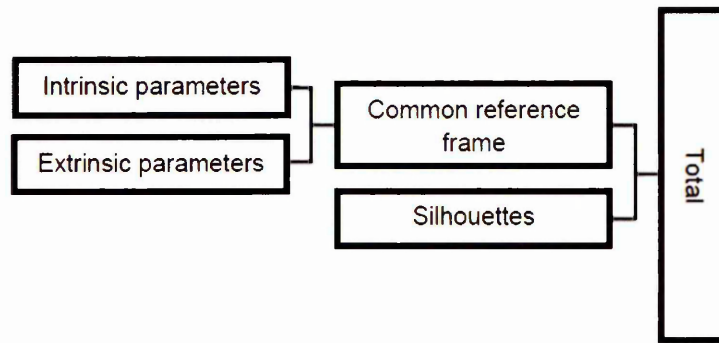 Intrinsic parameters
Extrinsic parameters
Common reference
frame
Silhouettes
Total